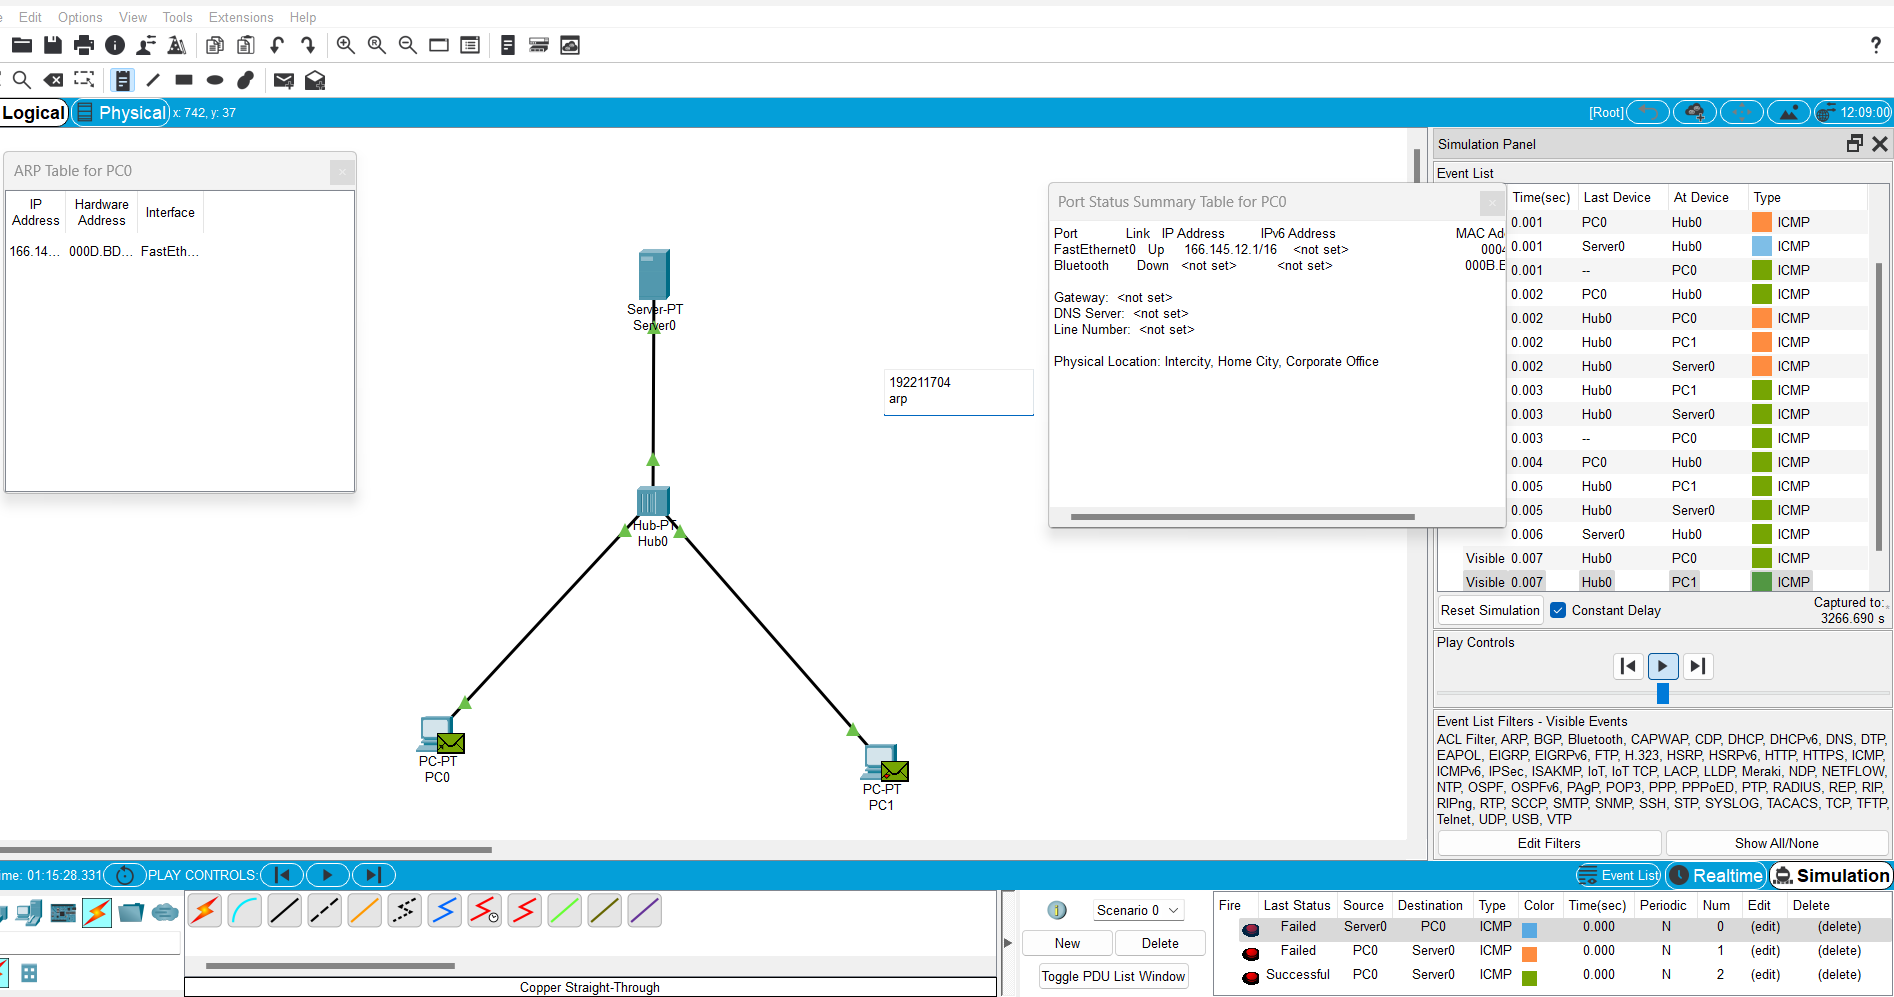 Edit Options View Tools Extensions Help
?
Logical Physical x: 742, y: 37 [Root] 12:09:00
ARP Table for PC0
IP Address Hardware Address Interface
166.14... 000D.BD... FastEth...
Server-PT
Server0
192211704
arp
Hub-PT
Hub0
PC-PT
PC0
PC-PT
PC1
Port Status Summary Table for PC0
Port Link IP Address IPv6 Address MAC Ad
FastEthernet0 Up 166.145.12.1/16 <not set> 0004
Bluetooth Down <not set> <not set> 000B.E
Gateway: <not set>
DNS Server: <not set>
Line Number: <not set>
Physical Location: Intercity, Home City, Corporate Office
Simulation Panel
Event List
Time(sec) Last Device At Device Type
0.001 PC0 Hub0 ICMP
0.001 Server0 Hub0 ICMP
0.001 -- PC0 ICMP
0.002 PC0 Hub0 ICMP
0.002 Hub0 PC0 ICMP
0.002 Hub0 PC1 ICMP
0.002 Hub0 Server0 ICMP
0.003 Hub0 PC1 ICMP
0.003 Hub0 Server0 ICMP
0.003 -- PC0 ICMP
0.004 PC0 Hub0 ICMP
0.005 Hub0 PC1 ICMP
0.005 Hub0 Server0 ICMP
0.006 Server0 Hub0 ICMP
Visible 0.007 Hub0 PC0 ICMP
Visible 0.007 Hub0 PC1 ICMP
Reset Simulation Constant Delay Captured to:
3266.690 s
Play Controls
Event List Filters - Visible Events
ACL Filter, ARP, BGP, Bluetooth, CAPWAP, CDP, DHCP, DHCPv6, DNS, DTP,
EAPOL, EIGRP, EIGRPv6, FTP, H.323, HSRP, HSRPv6, HTTP, HTTPS, ICMP,
ICMPv6, IPSec, ISAKMP, IoT, IoT TCP, LACP, LLDP, Meraki, NDP, NETFLOW,
NTP, OSPF, OSPFv6, PAgP, POP3, PPP, PPPoED, PTP, RADIUS, REP, RIP,
RIPng, RTP, SCCP, SMTP, SNMP, SSH, STP, SYSLOG, TACACS, TCP, TFTP,
Telnet, UDP, USB, VTP
Edit Filters Show All/None
ime: 01:15:28.331 PLAY CONTROLS: Event List Realtime Simulation
Copper Straight-Through
Scenario 0
New Delete
Toggle PDU List Window
Fire Last Status Source Destination Type Color Time(sec) Periodic Num Edit Delete
Failed Server0 PC0 ICMP 0.000 N 0 (edit) (delete)
Failed PC0 Server0 ICMP 0.000 N 1 (edit) (delete)
Successful PC0 Server0 ICMP 0.000 N 2 (edit) (delete)